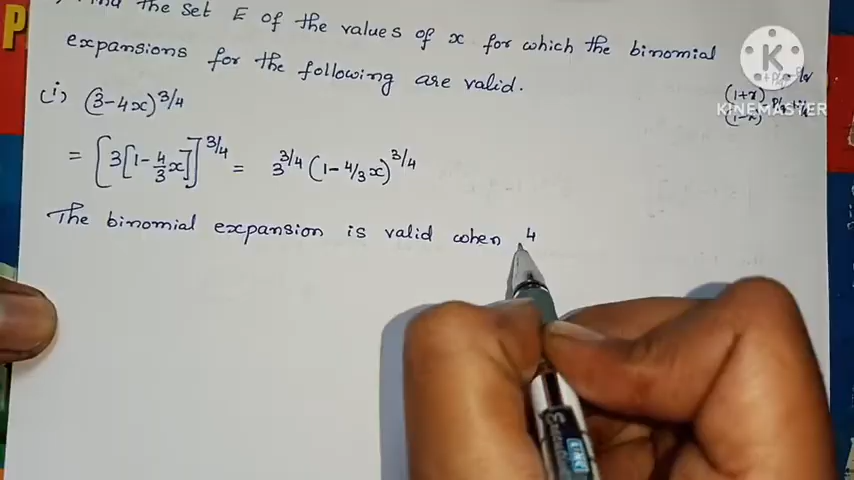 the set E of the values of x for which the binomial
expansions for the following are valid.
(i) (3-4x)^3/4
= [3[1-4/3x]]^3/4 = 3^3/4 (1-4/3x)^3/4
The binomial expansion is valid when 4
P
K
KINEMASTER